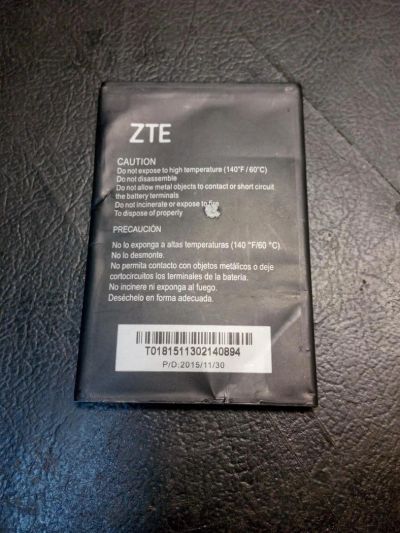 ZTE
CAUTION
Do not expose to high temperature (140°F/60°C)
Do not disassemble
Do not allow metal objects to contact or short circuit
the battery terminals
Do not incinerate or expose to fire
To dispose of properly
PRECAUCIÓN
No lo exponga a altas temperaturas (140 °F/60 °C)
No lo desmonte.
No permita contacto con objetos metálicos o deje
cortocircuitos los terminales de la batería.
No incinere ni exponga al fuego.
Deséchelo en forma adecuada.
T0181511302140894
P/D:2015/11/30